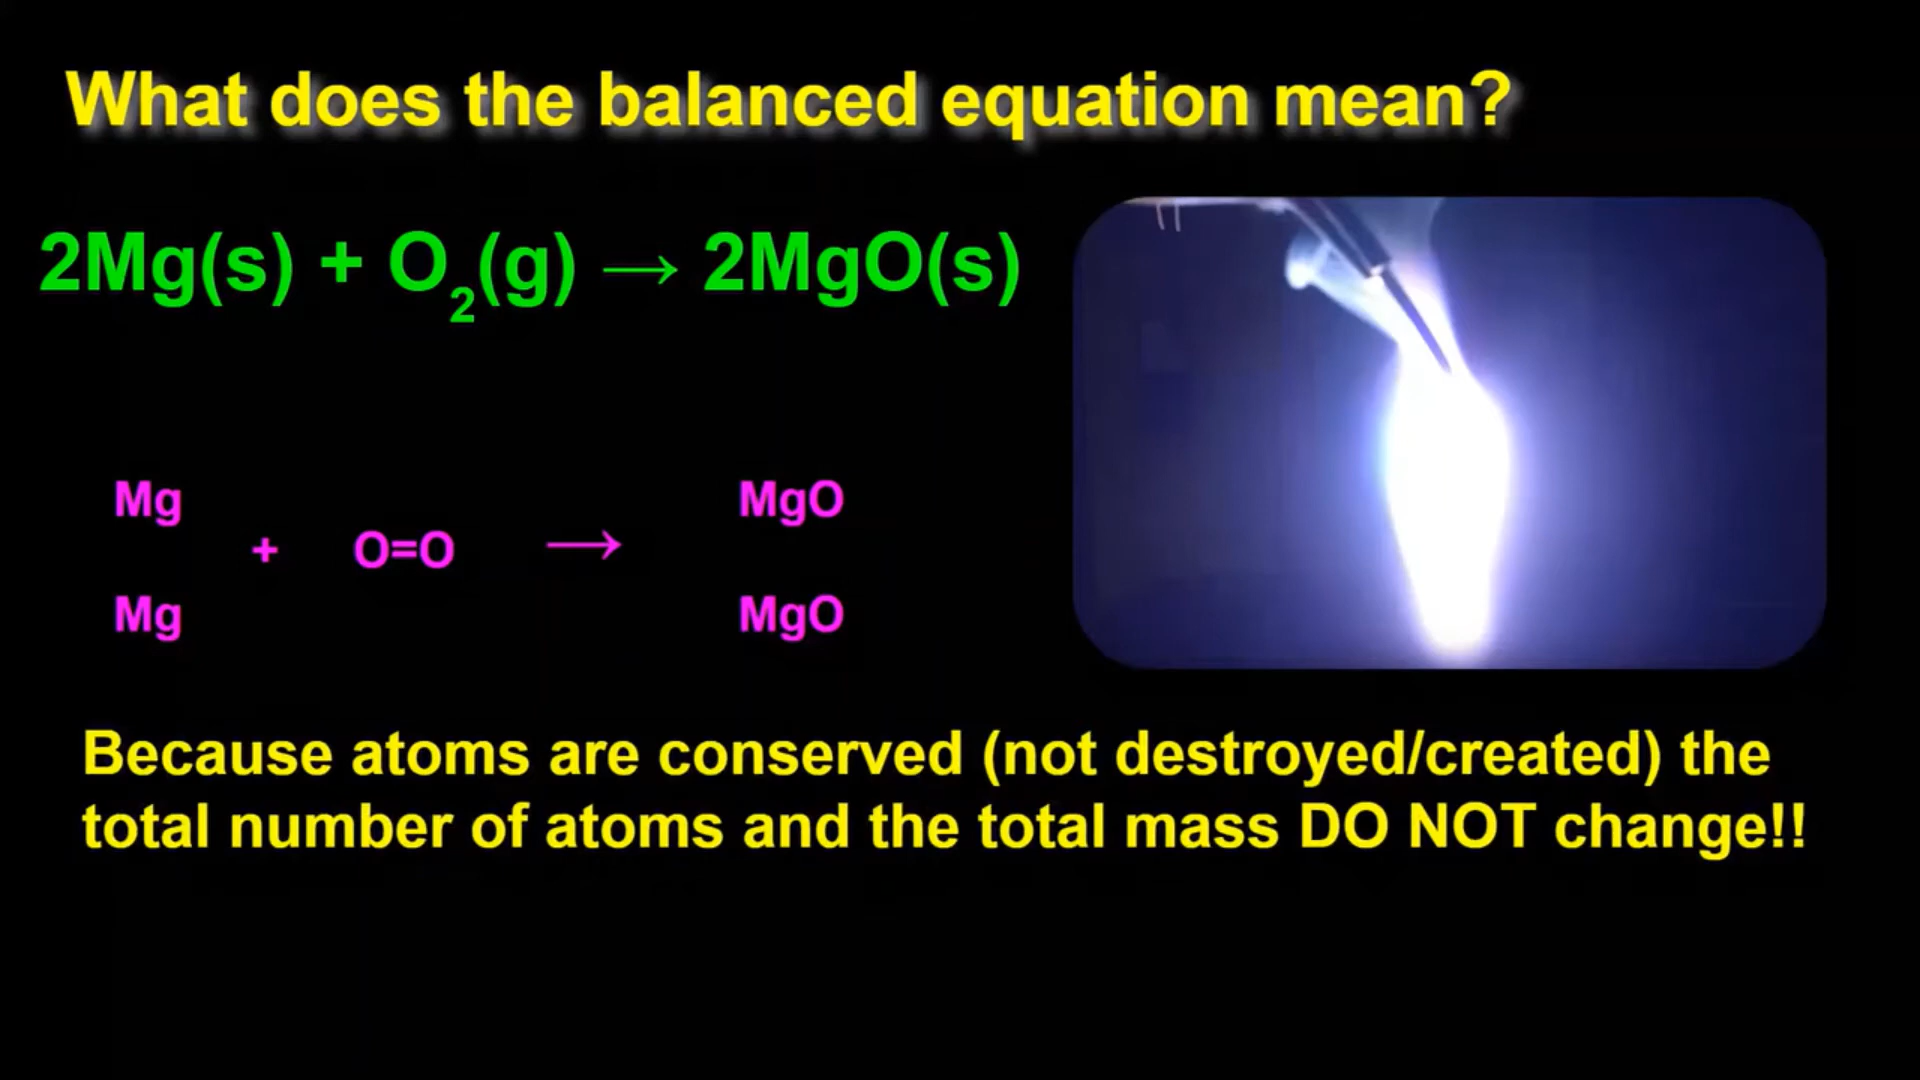 What does the balanced equation mean?
2Mg(s) + O₂(g) → 2MgO(s)
Mg MgO
+ O=O →
Mg MgO
Because atoms are conserved (not destroyed/created) the
total number of atoms and the total mass DO NOT change!!